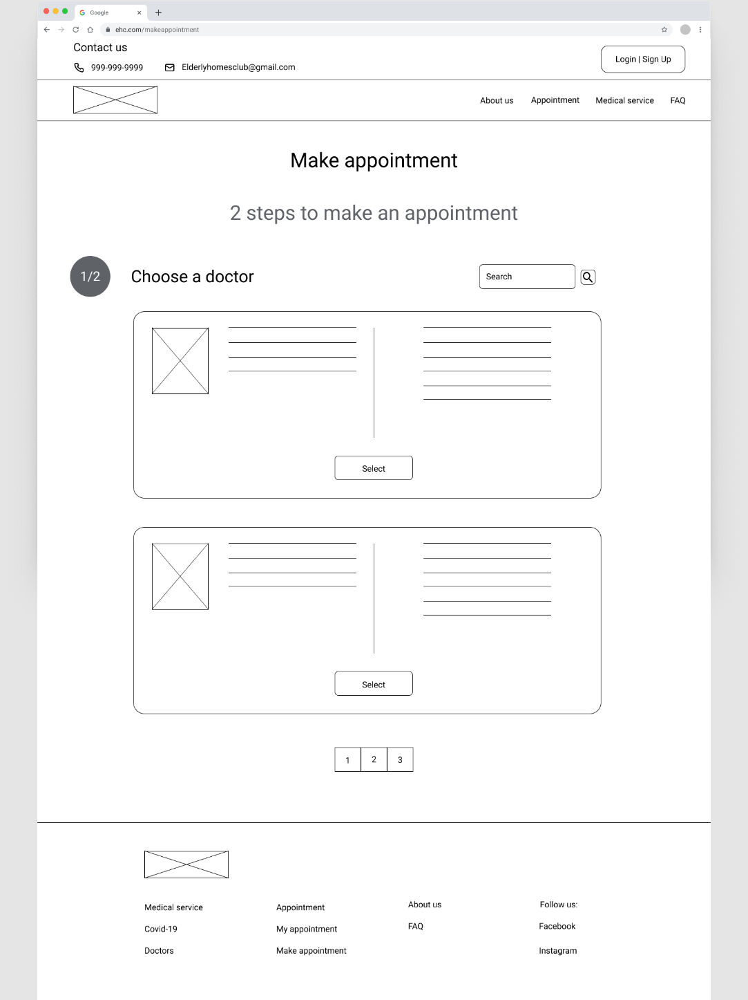 Google
ehc.com/makeappointment
Contact us
999-999-9999
Elderlyhomesclub@gmail.com
Login | Sign Up
About us
Appointment
Medical service
FAQ
Make appointment
2 steps to make an appointment
1/2
Choose a doctor
Search
Select
Select
1
2
3
Medical service
Covid-19
Doctors
Appointment
My appointment
Make appointment
About us
FAQ
Follow us:
Facebook
Instagram